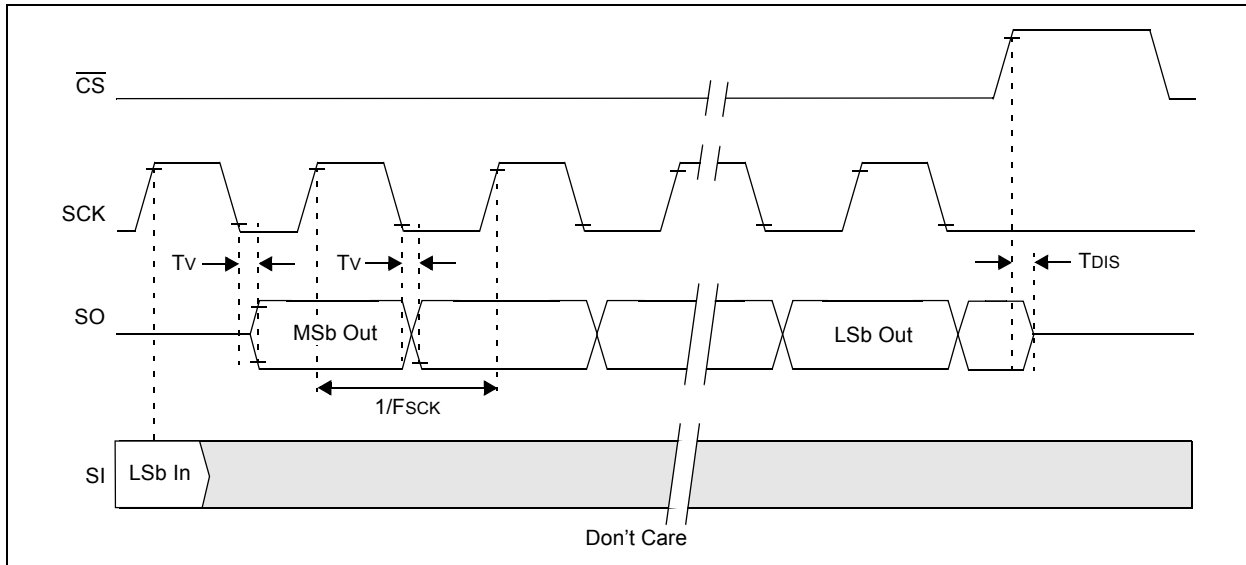 CS
SCK
TV
TV
TDIS
SO
MSb Out
LSb Out
1/FSCK
SI
LSb In
Don't Care